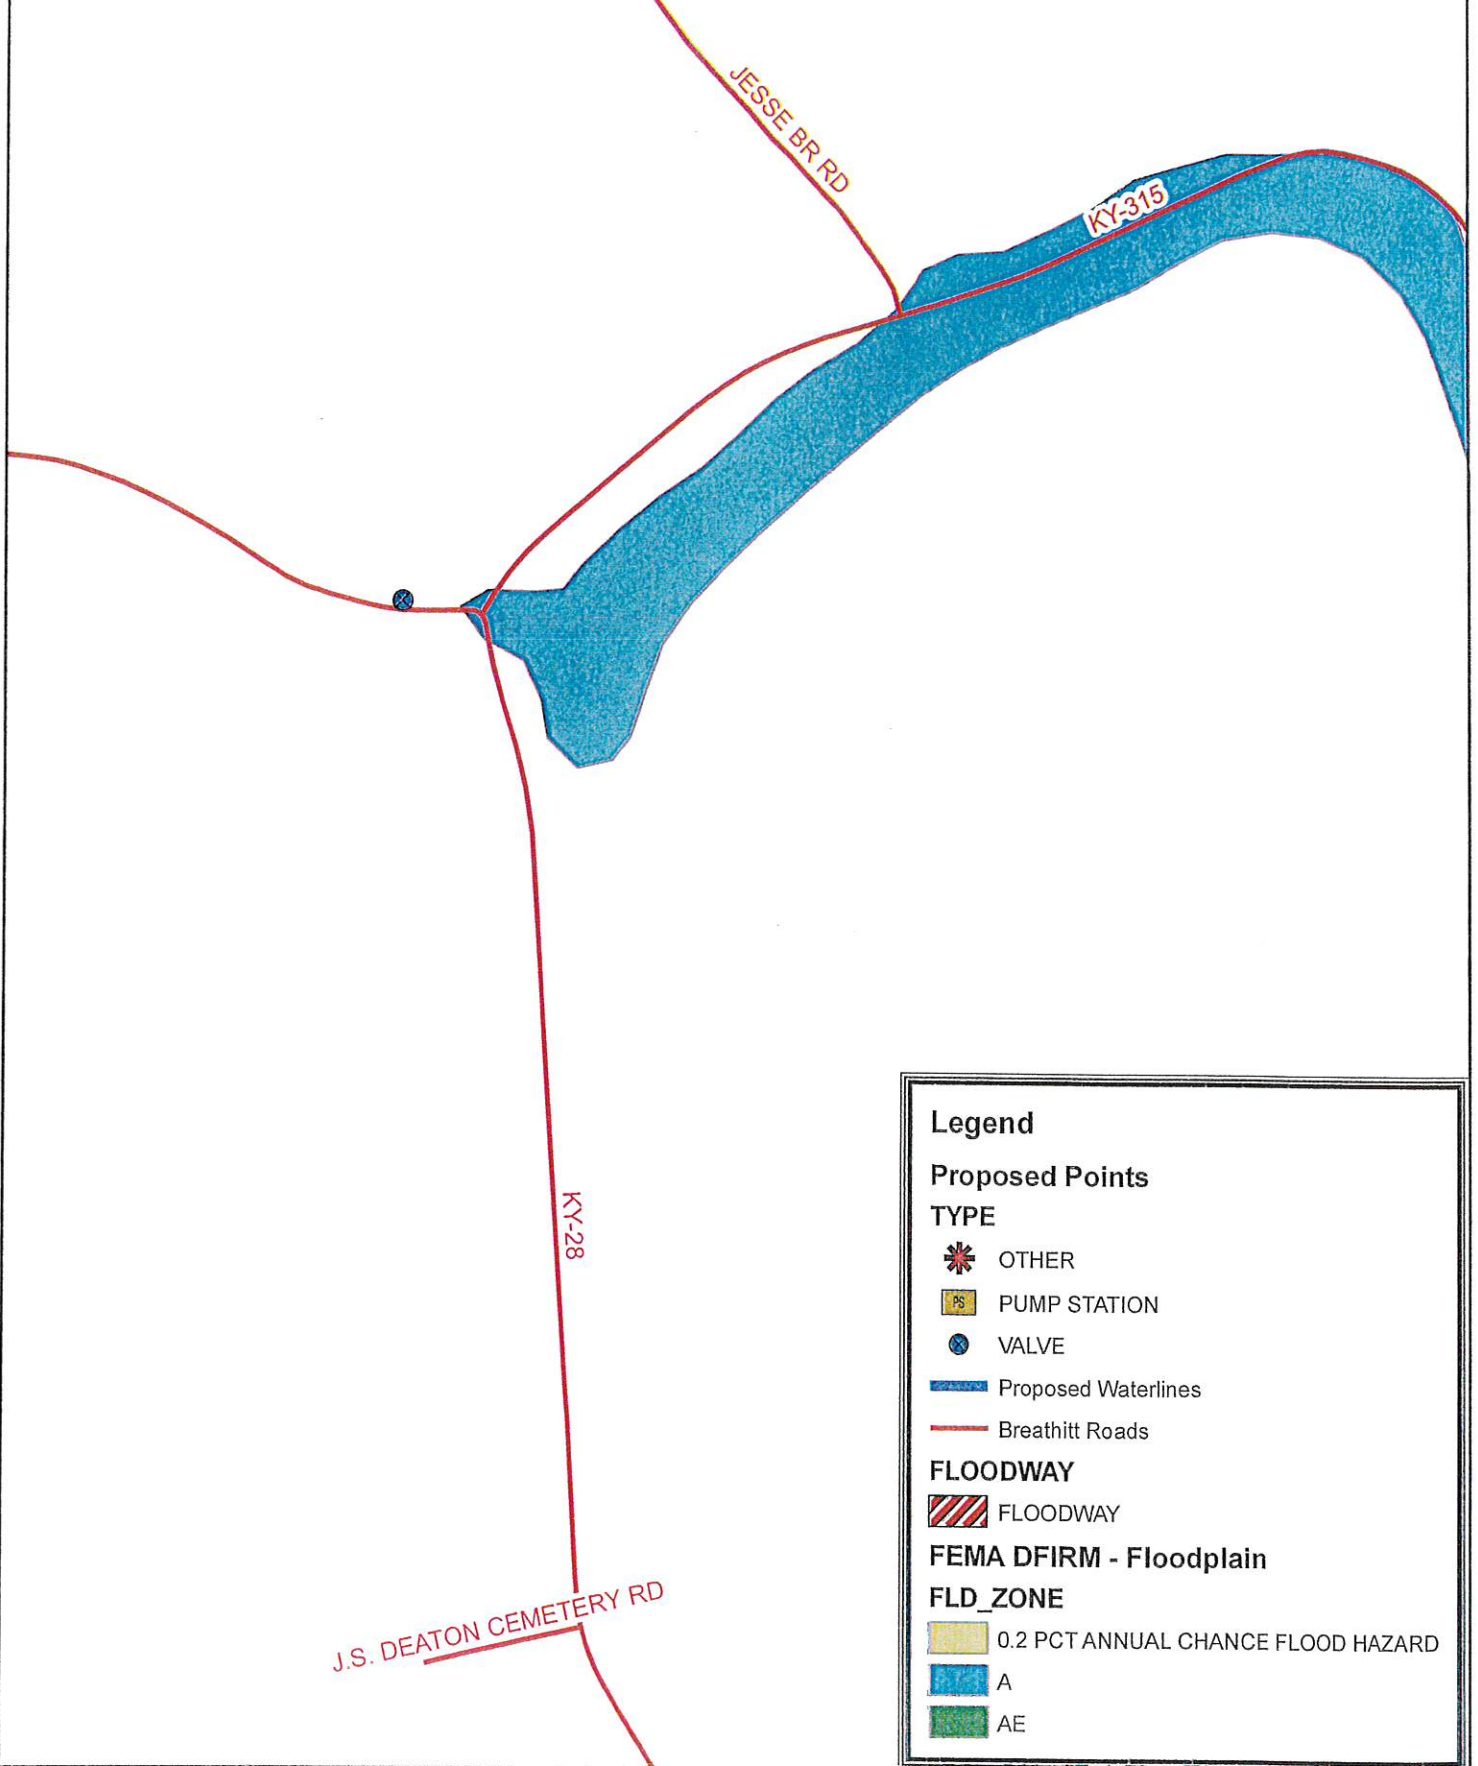 JESSE BR RD
KY-315
KY-28
J.S. DEATON CEMETERY RD
Legend
Proposed Points
TYPE
OTHER
PS PUMP STATION
VALVE
Proposed Waterlines
Breathitt Roads
FLOODWAY
FLOODWAY
FEMA DFIRM - Floodplain
FLD_ZONE
0.2 PCT ANNUAL CHANCE FLOOD HAZARD
A
AE